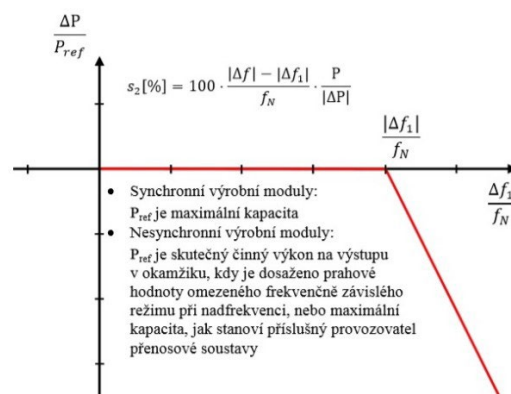 ΔP
P_ref
s₂[%] = 100 · (|Δf| − |Δf₁|)/f_N · P/|ΔP|
|Δf₁|
f_N
Δf₁
f_N
• Synchronní výrobní moduly:
P_ref je maximální kapacita
• Nesynchronní výrobní moduly:
P_ref je skutečný činný výkon na výstupu
v okamžiku, kdy je dosaženo prahové
hodnoty omezeného frekvenčně závislého
režimu při nadfrekvenci, nebo maximální
kapacita, jak stanoví příslušný provozovatel
přenosové soustavy